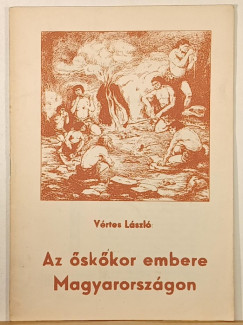 Vértes László
Az őskőkor embere
Magyarországon